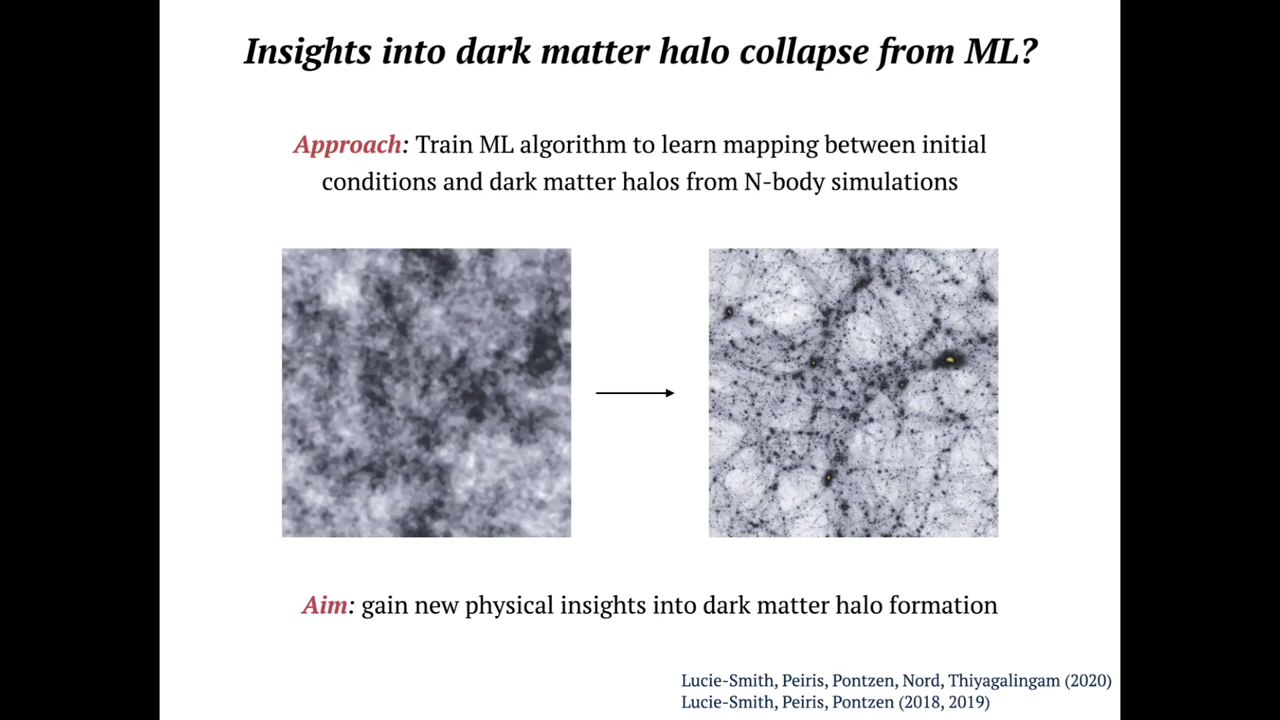 Insights into dark matter halo collapse from ML?
Approach: Train ML algorithm to learn mapping between initial
conditions and dark matter halos from N-body simulations
Aim: gain new physical insights into dark matter halo formation
Lucie-Smith, Peiris, Pontzen, Nord, Thiyagalingam (2020)
Lucie-Smith, Peiris, Pontzen (2018, 2019)